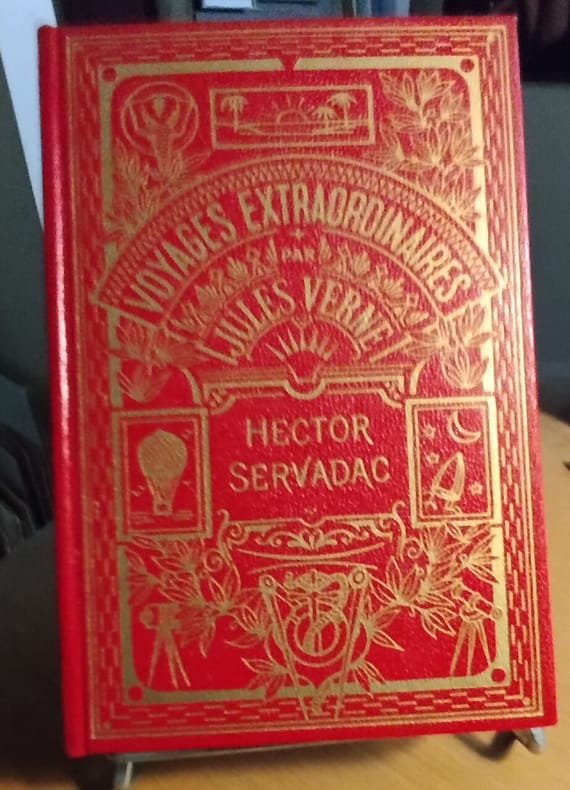 VOYAGES EXTRAORDINAIRES
PAR
JULES VERNE
HECTOR
SERVADAC